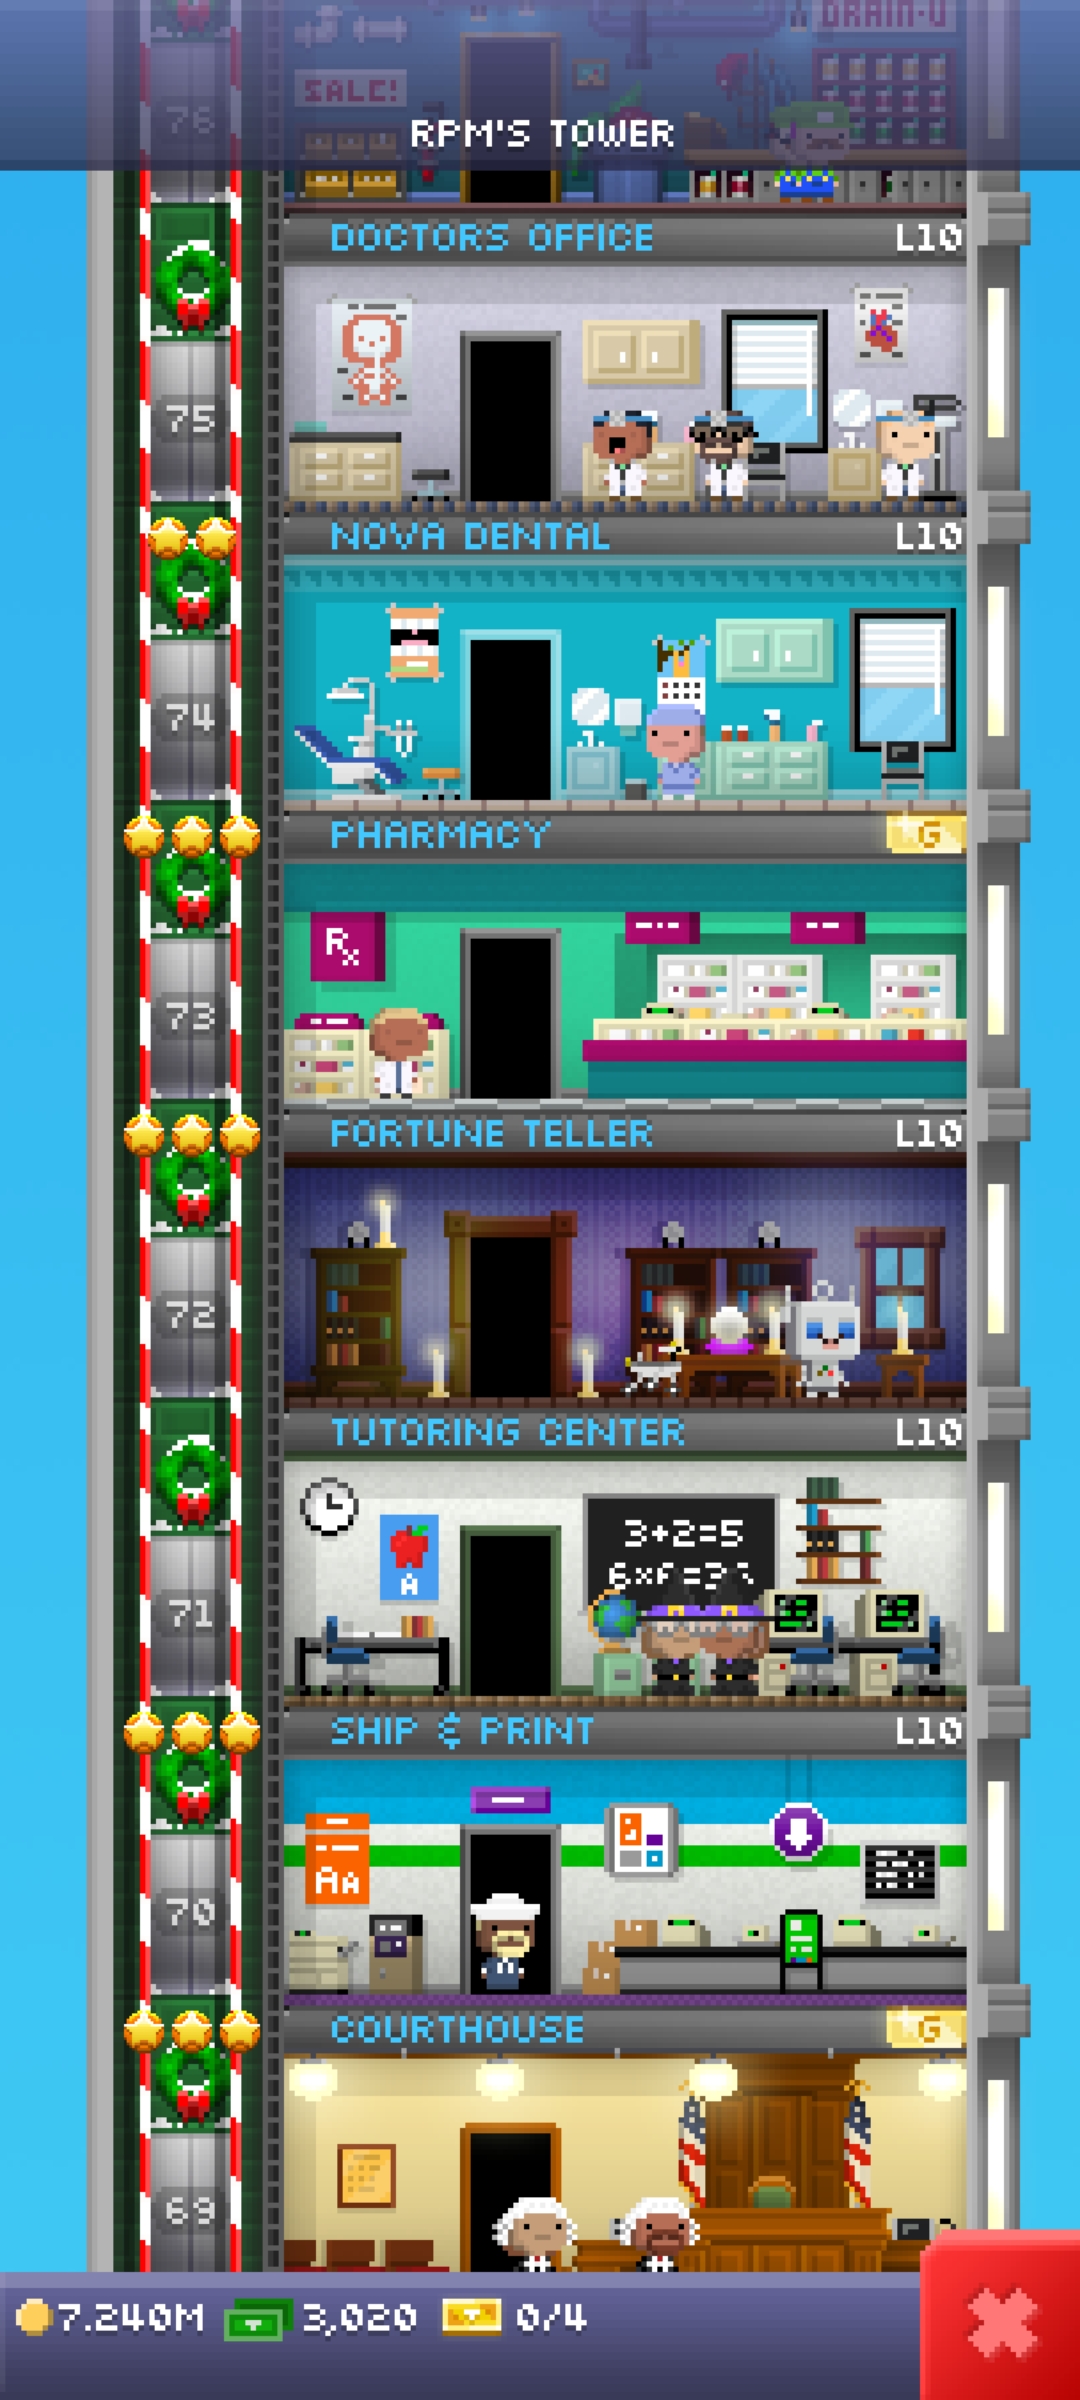 DRAIN-U
SALE!
76
RPM'S TOWER
DOCTORS OFFICE L10
75
NOVA DENTAL L10
74
PHARMACY G
Rx
73
FORTUNE TELLER L10
72
TUTORING CENTER L10
3+2=5
A
71
SHIP & PRINT L10
AA
70
COURTHOUSE G
69
7.240M 3,020 0/4